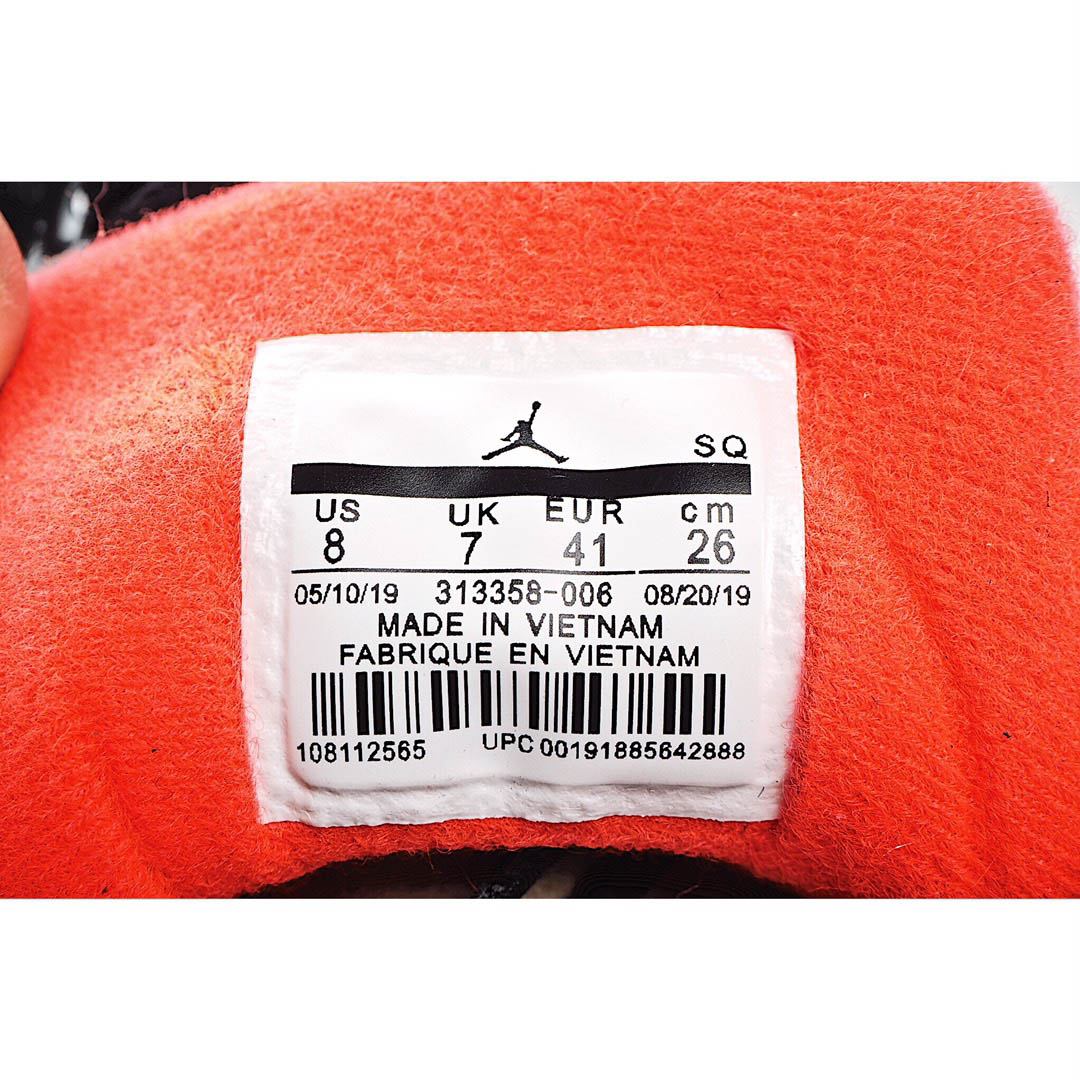 SQ
US UK EUR cm
8 7 41 26
05/10/19 313358-006 08/20/19
MADE IN VIETNAM
FABRIQUE EN VIETNAM
108112565 UPC 00191885642888